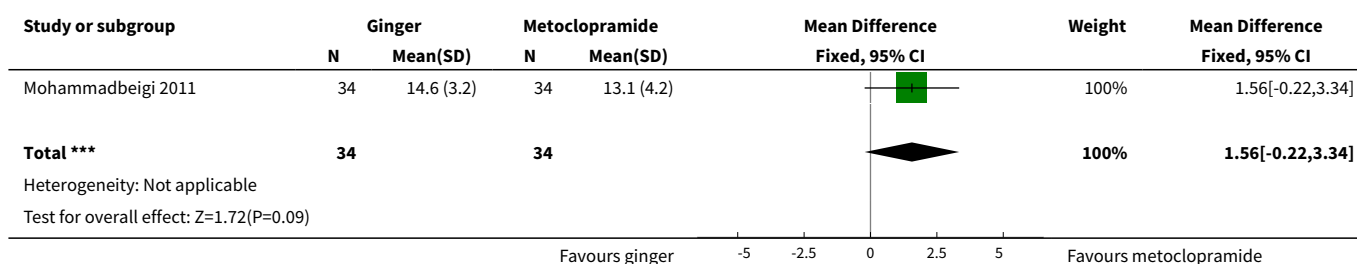 Study or subgroup Ginger Metoclopramide Mean Difference Weight Mean Difference
N Mean(SD) N Mean(SD) Fixed, 95% CI Fixed, 95% CI
Mohammadbeigi 2011 34 14.6 (3.2) 34 13.1 (4.2) 100% 1.56[-0.22,3.34]
Total *** 34 34 100% 1.56[-0.22,3.34]
Heterogeneity: Not applicable
Test for overall effect: Z=1.72(P=0.09)
Favours ginger -5 -2.5 0 2.5 5 Favours metoclopramide